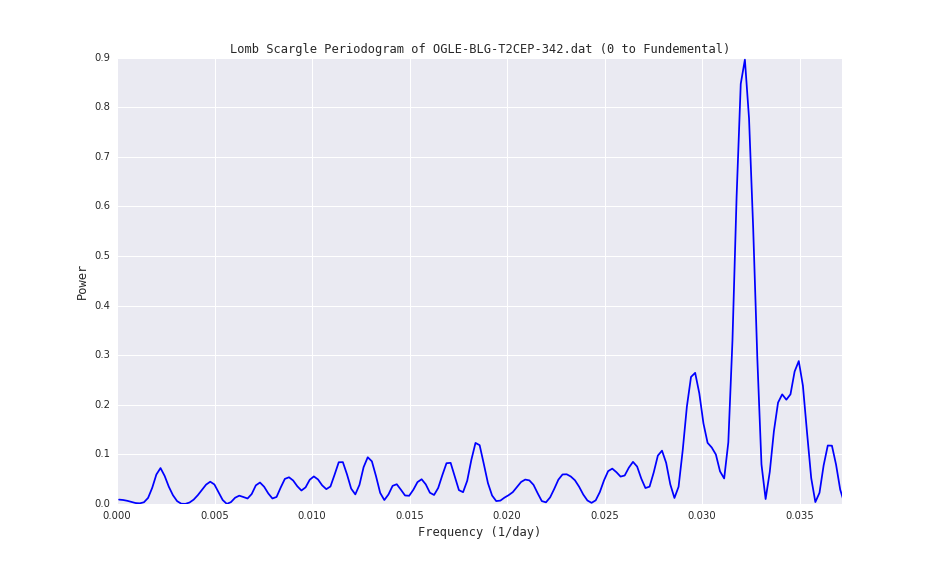 Lomb Scargle Periodogram of OGLE-BLG-T2CEP-342.dat (0 to Fundemental)
0.9
0.8
0.7
0.6
0.5
0.4
0.3
0.2
0.1
0.0
Power
0.000 0.005 0.010 0.015 0.020 0.025 0.030 0.035
Frequency (1/day)